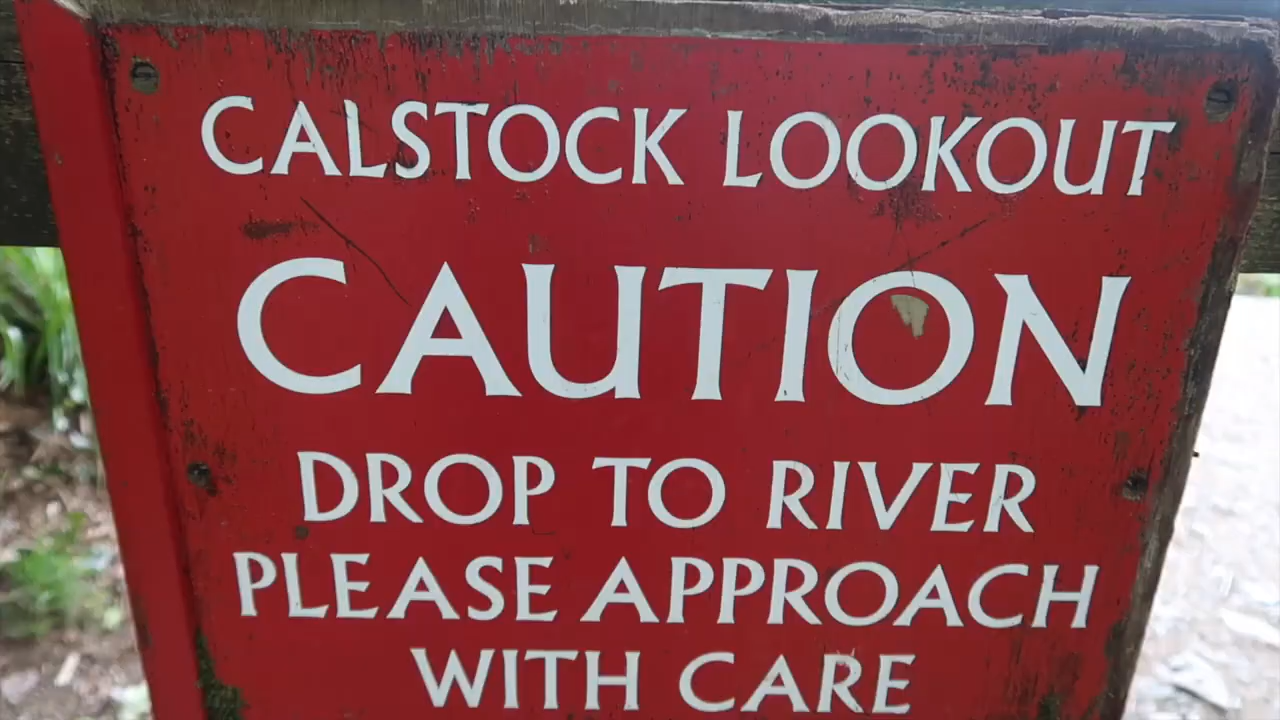 CALSTOCK LOOKOUT
CAUTION
DROP TO RIVER
PLEASE APPROACH
WITH CARE